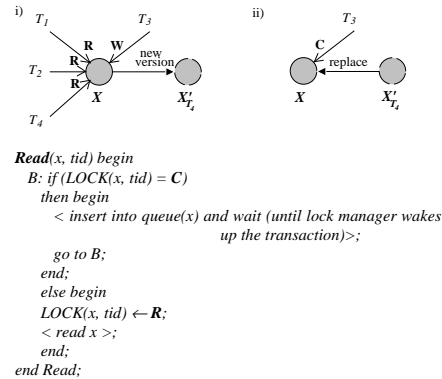 i)
T1
T3
R
W
R
T2
R
new
version
X
X'T4
T4
ii)
T3
C
replace
X
X'T4
Read(x, tid) begin
B: if (LOCK(x, tid) = C)
then begin
< insert into queue(x) and wait (until lock manager wakes
up the transaction)>;
go to B;
end;
else begin
LOCK(x, tid) ← R;
< read x >;
end;
end Read;